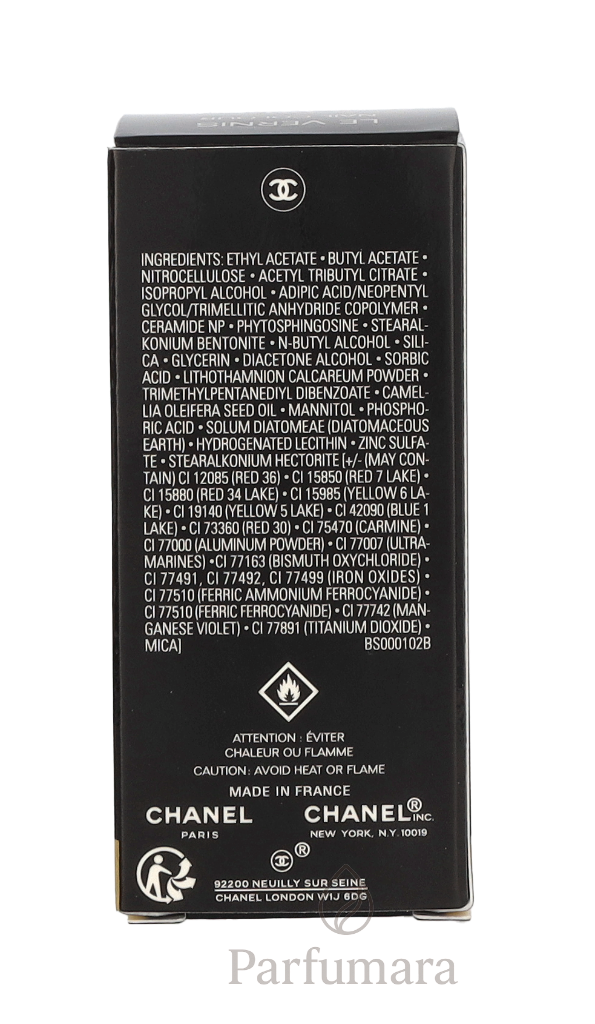 LE VERNIS
NAIL COLOUR
INGREDIENTS: ETHYL ACETATE • BUTYL ACETATE •
NITROCELLULOSE • ACETYL TRIBUTYL CITRATE •
ISOPROPYL ALCOHOL • ADIPIC ACID/NEOPENTYL
GLYCOL/TRIMELLITIC ANHYDRIDE COPOLYMER •
CERAMIDE NP • PHYTOSPHINGOSINE • STEARAL-
KONIUM BENTONITE • N-BUTYL ALCOHOL • SILI-
CA • GLYCERIN • DIACETONE ALCOHOL • SORBIC
ACID • LITHOTHAMNION CALCAREUM POWDER •
TRIMETHYLPENTANEDIYL DIBENZOATE • CAMEL-
LIA OLEIFERA SEED OIL • MANNITOL • PHOSPHO-
RIC ACID • SOLUM DIATOMEAE (DIATOMACEOUS
EARTH) • HYDROGENATED LECITHIN • ZINC SULFA-
TE • STEARALKONIUM HECTORITE [+/- (MAY CON-
TAIN) CI 12085 (RED 36) • CI 15850 (RED 7 LAKE) •
CI 15880 (RED 34 LAKE) • CI 15985 (YELLOW 6 LA-
KE) • CI 19140 (YELLOW 5 LAKE) • CI 42090 (BLUE 1
LAKE) • CI 73360 (RED 30) • CI 75470 (CARMINE) •
CI 77000 (ALUMINUM POWDER) • CI 77007 (ULTRA-
MARINES) • CI 77163 (BISMUTH OXYCHLORIDE) •
CI 77491, CI 77492, CI 77499 (IRON OXIDES) •
CI 77510 (FERRIC AMMONIUM FERROCYANIDE) •
CI 77510 (FERRIC FERROCYANIDE) • CI 77742 (MAN-
GANESE VIOLET) • CI 77891 (TITANIUM DIOXIDE) •
MICA] BS000102B
ATTENTION : ÉVITER
CHALEUR OU FLAMME
CAUTION: AVOID HEAT OR FLAME
MADE IN FRANCE
CHANEL CHANEL® INC.
PARIS NEW YORK, N.Y. 10019
®
92200 NEUILLY SUR SEINE
CHANEL LONDON W1J 6DG
Parfumara